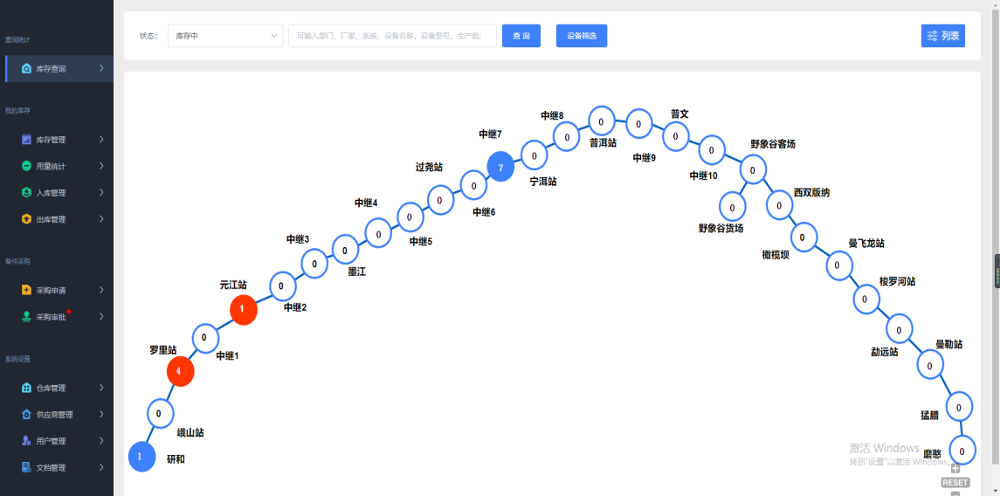 查询统计
库存查询
我的库存
库存管理
用量统计
入库管理
出库管理
备件采购
采购申请
采购审批
系统设置
仓库管理
供应商管理
用户管理
文档管理
状态： 库存中 可输入部门、厂家、系统、设备名称，设备型号，生产批 查 询 设备筛选 列表
中继8
0
0
普文
中继7
0
普洱站
0
野象谷客场
过尧站
7
0
宁洱站
中继9
0
中继10
0
中继4
0
0
中继6
0
野象谷货场
0
西双版纳
中继3
0
0
中继5
0
橄榄坝
曼飞龙站
元江站
0
0
墨江
0
梭罗河站
1
0
中继2
0
罗里站
0
中继1
0
勐远站
曼勒站
4
0
0
峨山站
0
猛腊
1
研和
0
磨憨
激活 Windows
转到"设置"以激活 Windows。
RESET